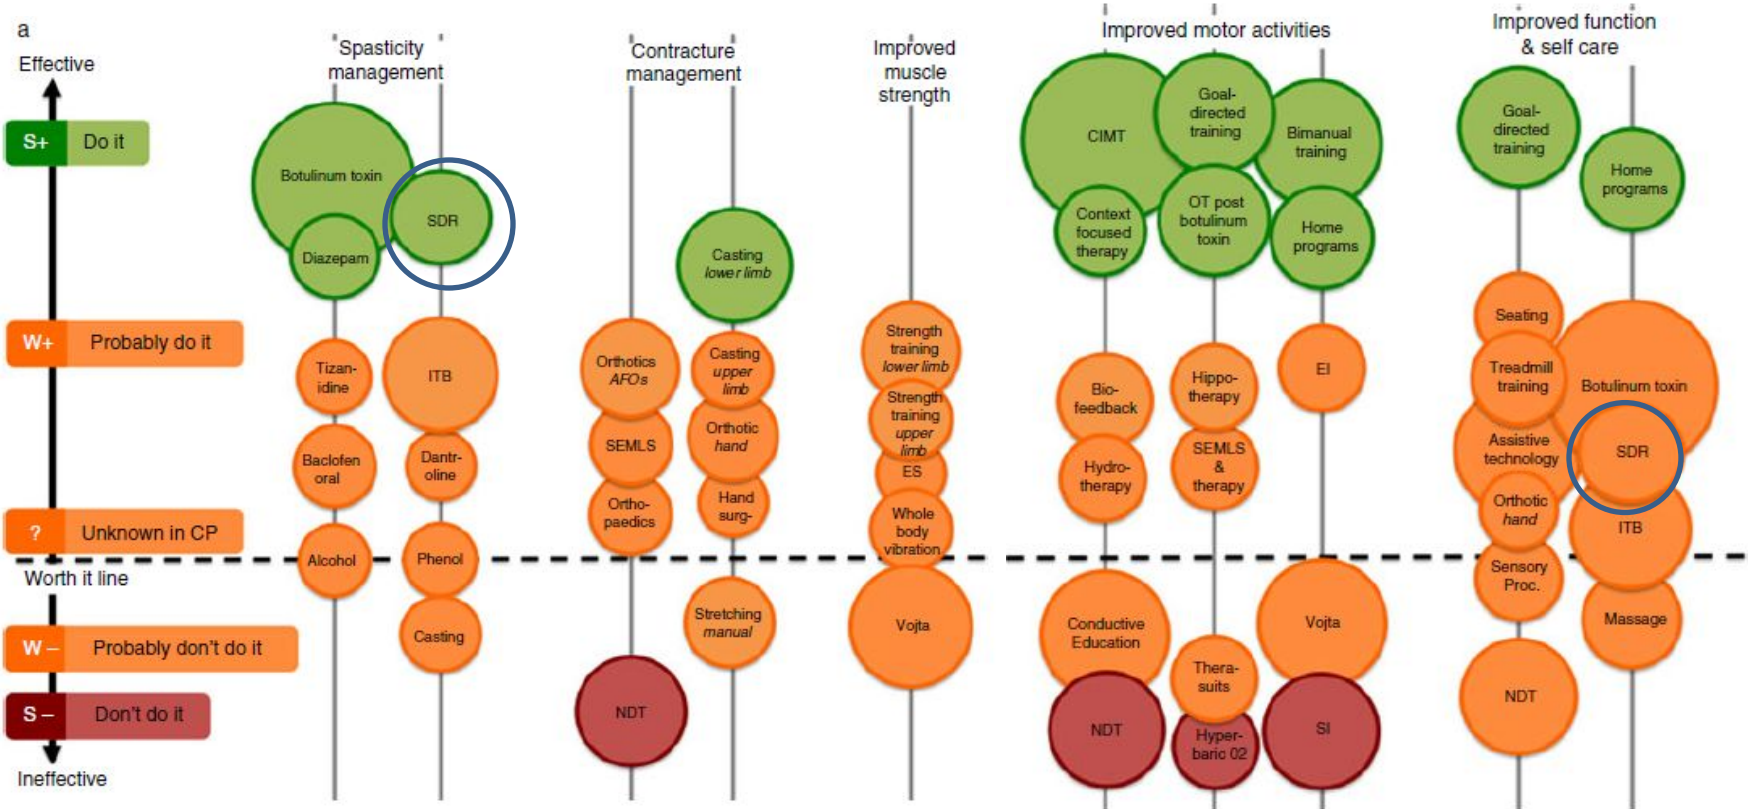 a
Effective
S+ Do it
W+ Probably do it
? Unknown in CP
Worth it line
W – Probably don't do it
S – Don't do it
Ineffective
Spasticity
management
Botulinum toxin
SDR
Diazepam
Tizan-
idine
ITB
Baclofen
oral
Dantr-
oline
Alcohol
Phenol
Casting
Contracture
management
Casting
lower limb
Orthotics
AFOs
Casting
upper
limb
SEMLS
Orthotic
hand
Ortho-
paedics
Hand
surg-
Stretching
manual
NDT
Improved
muscle
strength
Strength
training
lower limb
Strength
training
upper
limb
ES
Whole
body
vibration
Vojta
Improved motor activities
CIMT
Goal-
directed
training
Bimanual
training
Context
focused
therapy
OT post
botulinum
toxin
Home
programs
Bio-
feedback
Hippo-
therapy
EI
Hydro-
therapy
SEMLS
&
therapy
Conductive
Education
Vojta
Thera-
suits
NDT
Hyper-
baric 02
SI
Improved function
& self care
Goal-
directed
training
Home
programs
Seating
Treadmill
training
Botulinum toxin
Assistive
technology
SDR
Orthotic
hand
ITB
Sensory
Proc.
Massage
NDT